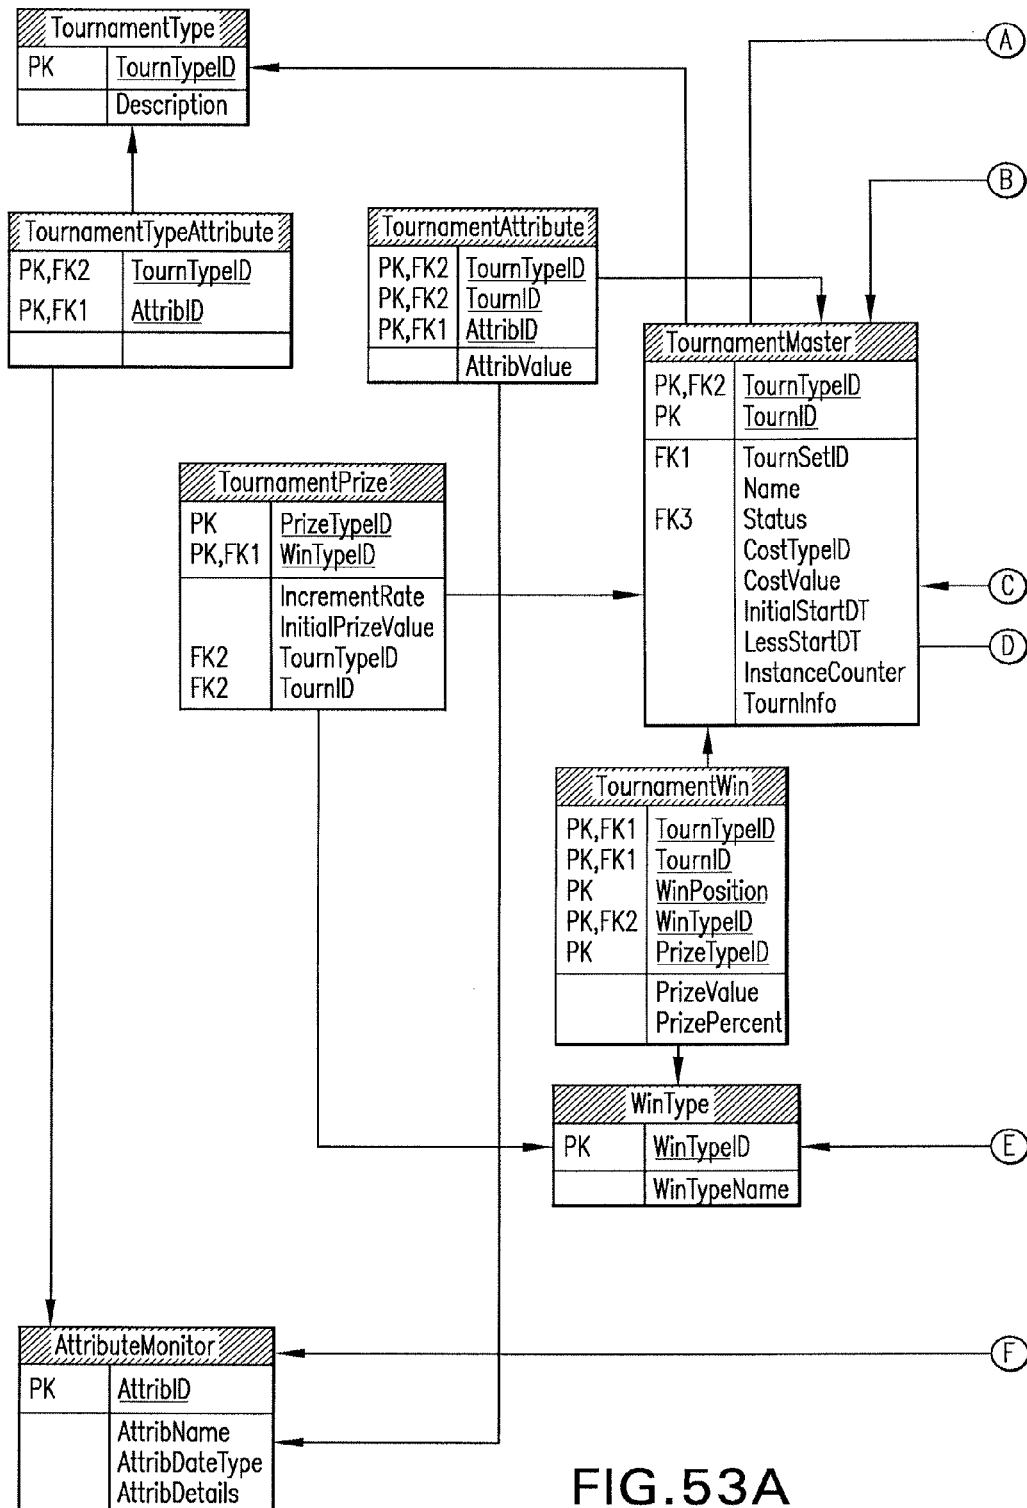 TournamentType
PK TournTypeID
Description
A
B
TournamentTypeAttribute
PK,FK2 TournTypeID
PK,FK1 AttribID
TournamentAttribute
PK,FK2 TournTypeID
PK,FK2 TournID
PK,FK1 AttribID
AttribValue
TournamentMaster
PK,FK2 TournTypeID
PK TournID
FK1 TournSetID
Name
FK3 Status
CostTypeID
CostValue
InitialStartDT
LessStartDT
InstanceCounter
TournInfo
C
D
TournamentPrize
PK PrizeTypeID
PK,FK1 WinTypeID
IncrementRate
InitialPrizeValue
FK2 TournTypeID
FK2 TournID
TournamentWin
PK,FK1 TournTypeID
PK,FK1 TournID
PK WinPosition
PK,FK2 WinTypeID
PK PrizeTypeID
PrizeValue
PrizePercent
WinType
PK WinTypeID
WinTypeName
E
AttributeMonitor
PK AttribID
AttribName
AttribDateType
AttribDetails
F
FIG.53A